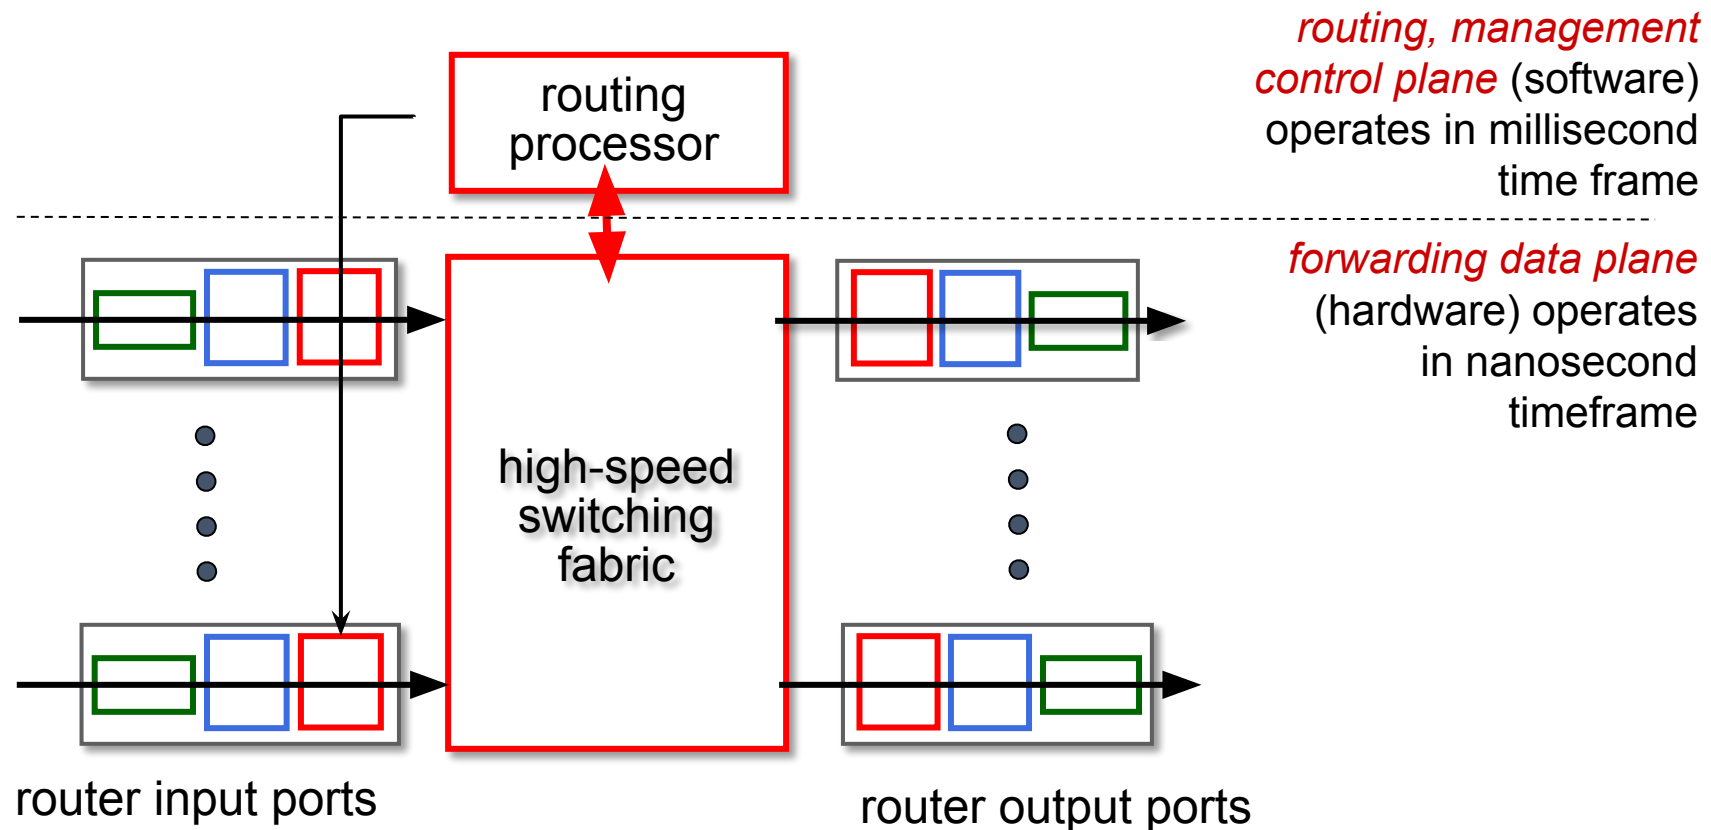 routing, management
control plane (software)
operates in millisecond
time frame
routing
processor
forwarding data plane
(hardware) operates
in nanosecond
timeframe
high-speed
switching
fabric
router input ports
router output ports